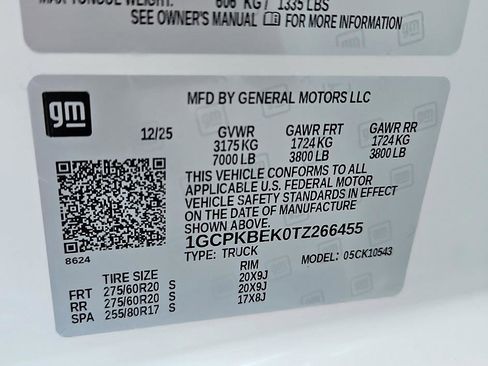 MAX TONGUE WEIGHT: 606 KG / 1335 LBS
SEE OWNER'S MANUAL FOR MORE INFORMATION
gm
MFD BY GENERAL MOTORS LLC
12/25 GVWR GAWR FRT GAWR RR
3175 KG 1724 KG 1724 KG
7000 LB 3800 LB 3800 LB
THIS VEHICLE CONFORMS TO ALL
APPLICABLE U.S. FEDERAL MOTOR
VEHICLE SAFETY STANDARDS IN EFFECT
ON THE DATE OF MANUFACTURE
SHOWN ABOVE.
1GCPKBEK0TZ266455
TYPE: TRUCK MODEL: 05CK10543
8624
TIRE SIZE RIM
FRT 275/60R20 S 20X9J
RR 275/60R20 S 20X9J
SPA 255/80R17 S 17X8J